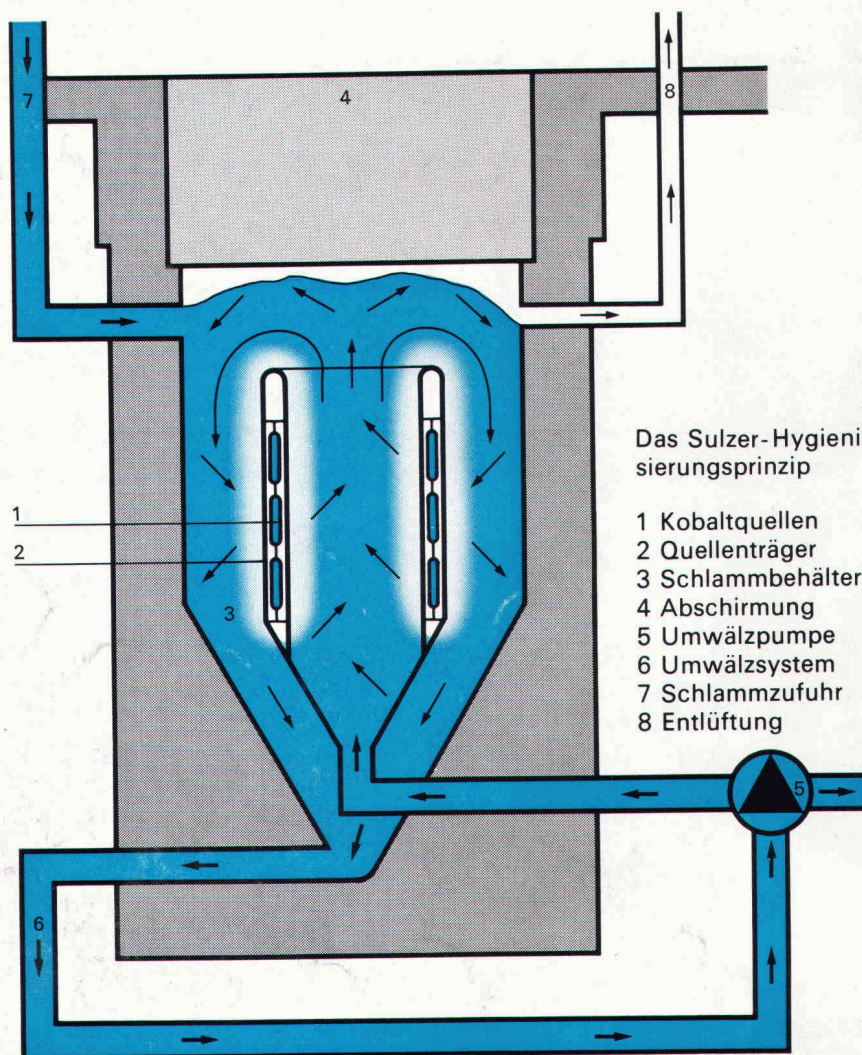 7
4
8
Das Sulzer-Hygieni
sierungsprinzip
1 Kobaltquellen
2 Quellenträger
3 Schlammbehälter
4 Abschirmung
5 Umwälzpumpe
6 Umwälzsystem
7 Schlammzufuhr
8 Entlüftung
1
2
3
5
6